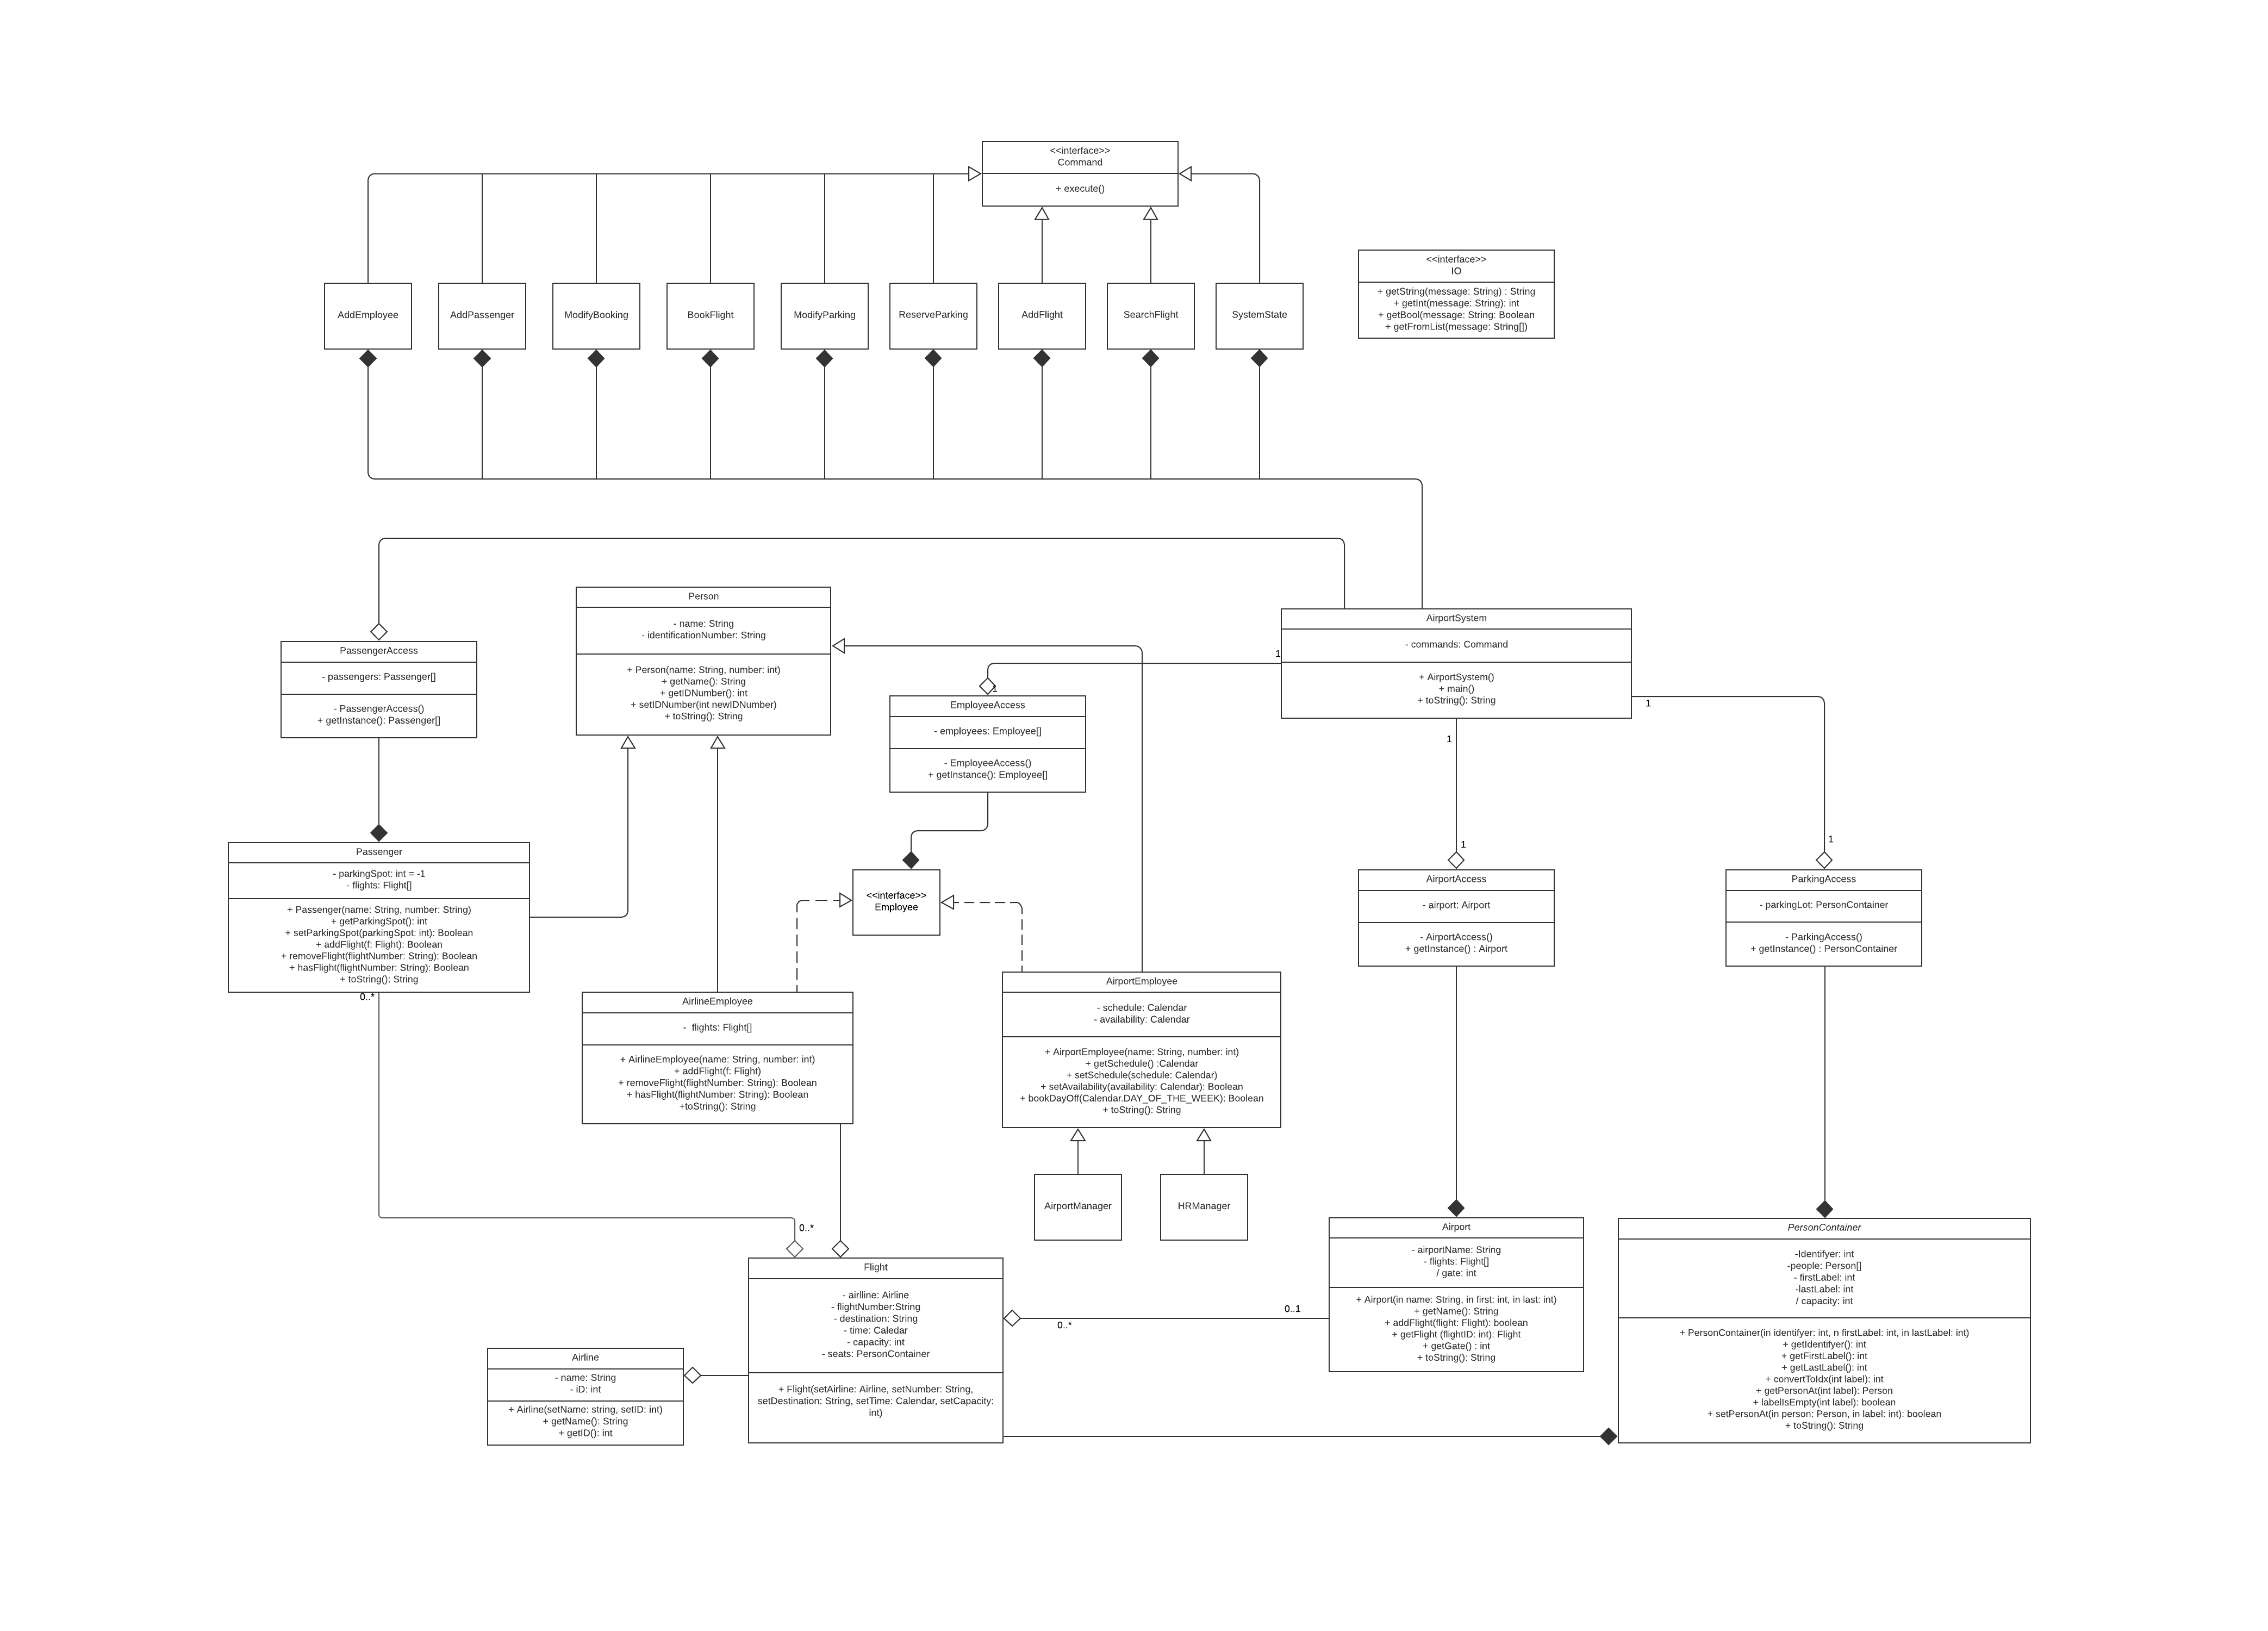 <<interface>>
Command
+ execute()
<<interface>>
IO
+ getString(message: String) : String
+ getInt(message: String): int
+ getBool(message: String: Boolean
+ getFromList(message: String[])
AddEmployee
AddPassenger
ModifyBooking
BookFlight
ModifyParking
ReserveParking
AddFlight
SearchFlight
SystemState
Person
- name: String
- identificationNumber: String
+ Person(name: String, number: int)
+ getName(): String
+ getIDNumber(): int
+ setIDNumber(int newIDNumber)
+ toString(): String
AirportSystem
- commands: Command
+ AirportSystem()
+ main()
+ toString(): String
1
1
1
1
1
1
PassengerAccess
- passengers: Passenger[]
- PassengerAccess()
+ getInstance(): Passenger[]
EmployeeAccess
- employees: Employee[]
- EmployeeAccess()
+ getInstance(): Employee[]
Passenger
- parkingSpot: int = -1
- flights: Flight[]
+ Passenger(name: String, number: String)
+ getParkingSpot(): int
+ setParkingSpot(parkingSpot: int): Boolean
+ addFlight(f: Flight): Boolean
+ removeFlight(flightNumber: String): Boolean
+ hasFlight(flightNumber: String): Boolean
+ toString(): String
0..*
<<interface>>
Employee
AirportAccess
- airport: Airport
- AirportAccess()
+ getInstance() : Airport
ParkingAccess
- parkingLot: PersonContainer
- ParkingAccess()
+ getInstance() : PersonContainer
AirlineEmployee
- flights: Flight[]
+ AirlineEmployee(name: String, number: int)
+ addFlight(f: Flight)
+ removeFlight(flightNumber: String): Boolean
+ hasFlight(flightNumber: String): Boolean
+toString(): String
AirportEmployee
- schedule: Calendar
- availability: Calendar
+ AirportEmployee(name: String, number: int)
+ getSchedule() :Calendar
+ setSchedule(schedule: Calendar)
+ setAvailability(availability: Calendar): Boolean
+ bookDayOff(Calendar.DAY_OF_THE_WEEK): Boolean
+ toString(): String
AirportManager
HRManager
0..*
Flight
- airlline: Airline
- flightNumber:String
- destination: String
- time: Caledar
- capacity: int
- seats: PersonContainer
+ Flight(setAirline: Airline, setNumber: String,
setDestination: String, setTime: Calendar, setCapacity:
int)
0..*
0..1
Airport
- airportName: String
- flights: Flight[]
/ gate: int
+ Airport(in name: String, in first: int, in last: int)
+ getName(): String
+ addFlight(flight: Flight): boolean
+ getFlight (flightID: int): Flight
+ getGate() : int
+ toString(): String
PersonContainer
-Identifyer: int
-people: Person[]
- firstLabel: int
-lastLabel: int
/ capacity: int
+ PersonContainer(in identifyer: int, n firstLabel: int, in lastLabel: int)
+ getIdentifyer(): int
+ getFirstLabel(): int
+ getLastLabel(): int
+ convertToIdx(int label): int
+ getPersonAt(int label): Person
+ labelIsEmpty(int label): boolean
+ setPersonAt(in person: Person, in label: int): boolean
+ toString(): String
Airline
- name: String
- iD: int
+ Airline(setName: string, setID: int)
+ getName(): String
+ getID(): int